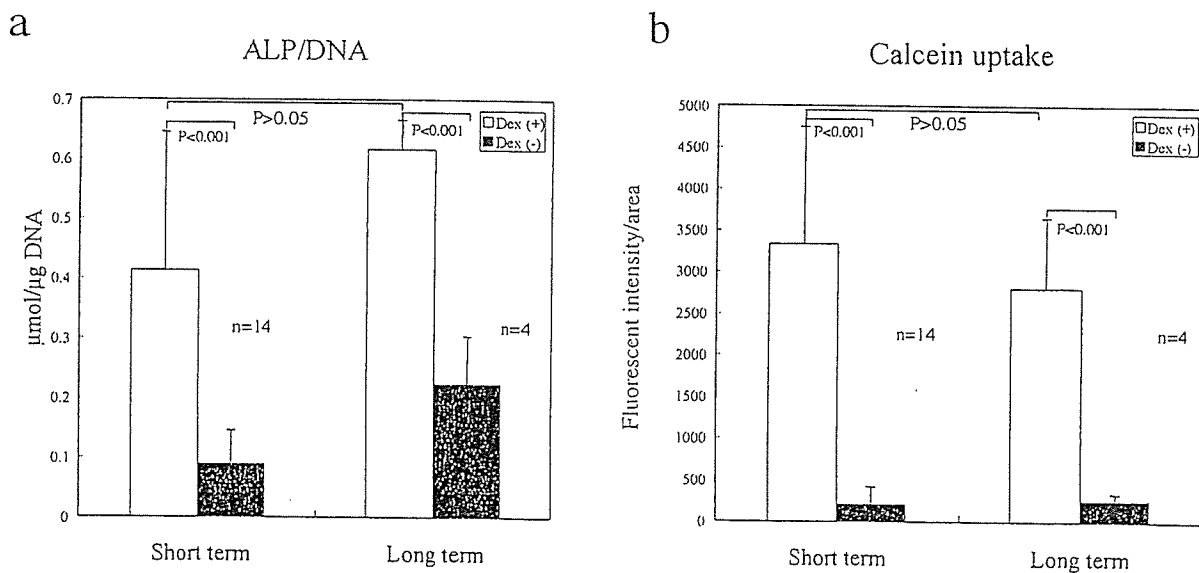 a
ALP/DNA
0.7
0.6
0.5
0.4
0.3
0.2
0.1
0
μmol/μg DNA
P>0.05
P<0.001
P<0.001
Dex (+)
Dex (-)
n=14
n=4
Short term
Long term
b
Calcein uptake
5000
4500
4000
3500
3000
2500
2000
1500
1000
500
0
Fluorescent intensity/area
P<0.001
P>0.05
P<0.001
Dex (+)
Dex (-)
n=14
n=4
Short term
Long term